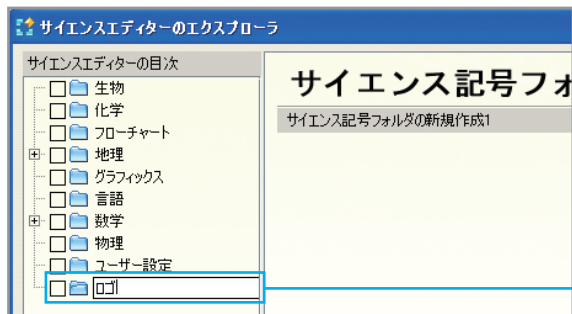 サイエンスエディターのエクスプローラ
サイエンスエディターの目次
生物
化学
フローチャート
地理
グラフィックス
言語
数学
物理
ユーザー設定
ロゴ
サイエンス記号フォ
サイエンス記号フォルダの新規作成1